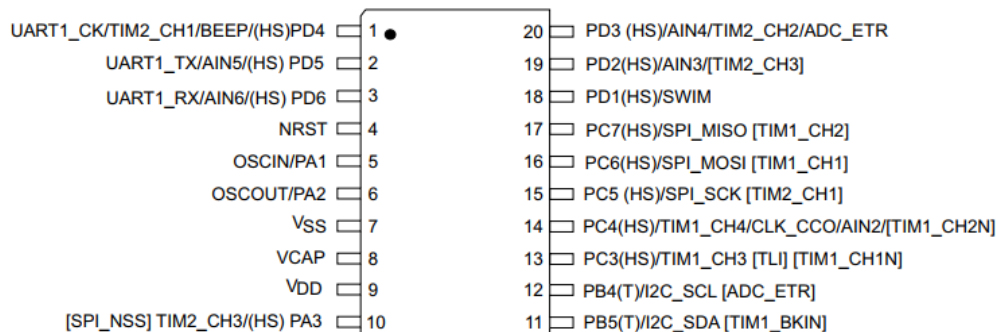 UART1_CK/TIM2_CH1/BEEP/(HS)PD4 1 20 PD3 (HS)/AIN4/TIM2_CH2/ADC_ETR
UART1_TX/AIN5/(HS) PD5 2 19 PD2(HS)/AIN3/[TIM2_CH3]
UART1_RX/AIN6/(HS) PD6 3 18 PD1(HS)/SWIM
NRST 4 17 PC7(HS)/SPI_MISO [TIM1_CH2]
OSCIN/PA1 5 16 PC6(HS)/SPI_MOSI [TIM1_CH1]
OSCOUT/PA2 6 15 PC5 (HS)/SPI_SCK [TIM2_CH1]
VSS 7 14 PC4(HS)/TIM1_CH4/CLK_CCO/AIN2/[TIM1_CH2N]
VCAP 8 13 PC3(HS)/TIM1_CH3 [TLI] [TIM1_CH1N]
VDD 9 12 PB4(T)/I2C_SCL [ADC_ETR]
[SPI_NSS] TIM2_CH3/(HS) PA3 10 11 PB5(T)/I2C_SDA [TIM1_BKIN]